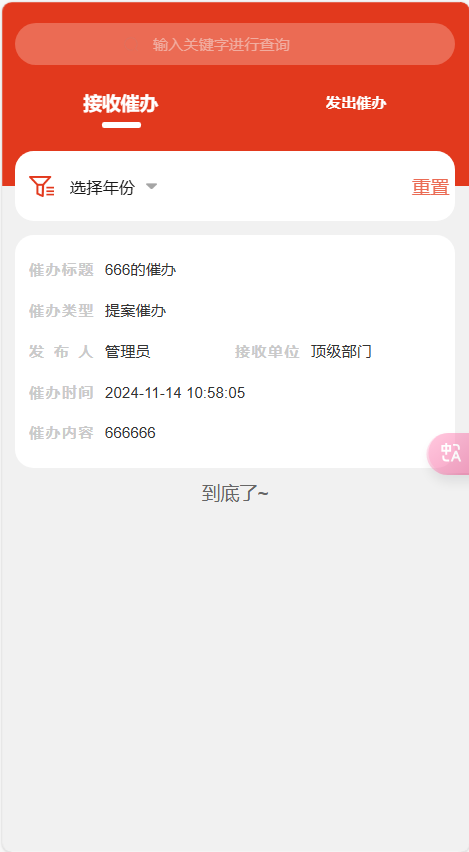 输入关键字进行查询
接收催办 发出催办
选择年份 重置
催办标题 666的催办
催办类型 提案催办
发布人 管理员 接收单位 顶级部门
催办时间 2024-11-14 10:58:05
催办内容 666666
中A
到底了~